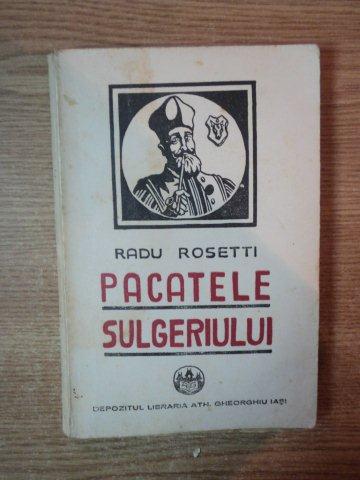 RADU ROSETTI
PACATELE
SULGERIULUI
DEPOZITUL LIBRARIA ATH. GHEORGHIU IAȘI